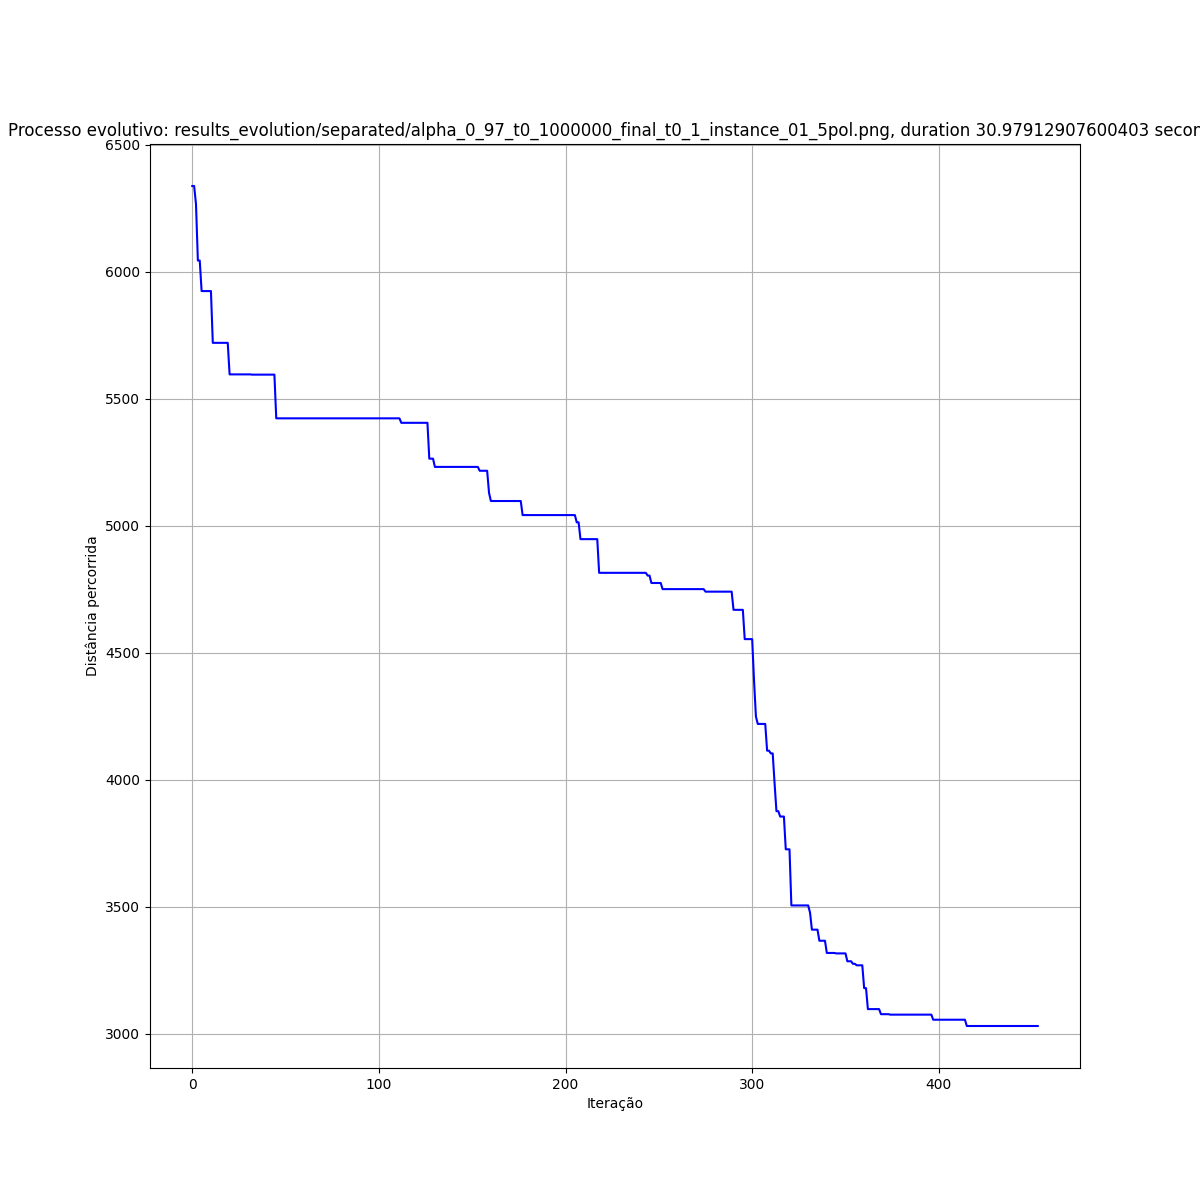 Processo evolutivo: results_evolution/separated/alpha_0_97_t0_1000000_final_t0_1_instance_01_5pol.png, duration 30.97912907600403 secon
6500
6000
5500
5000
4500
4000
3500
3000
Distância percorrida
0 100 200 300 400
Iteração